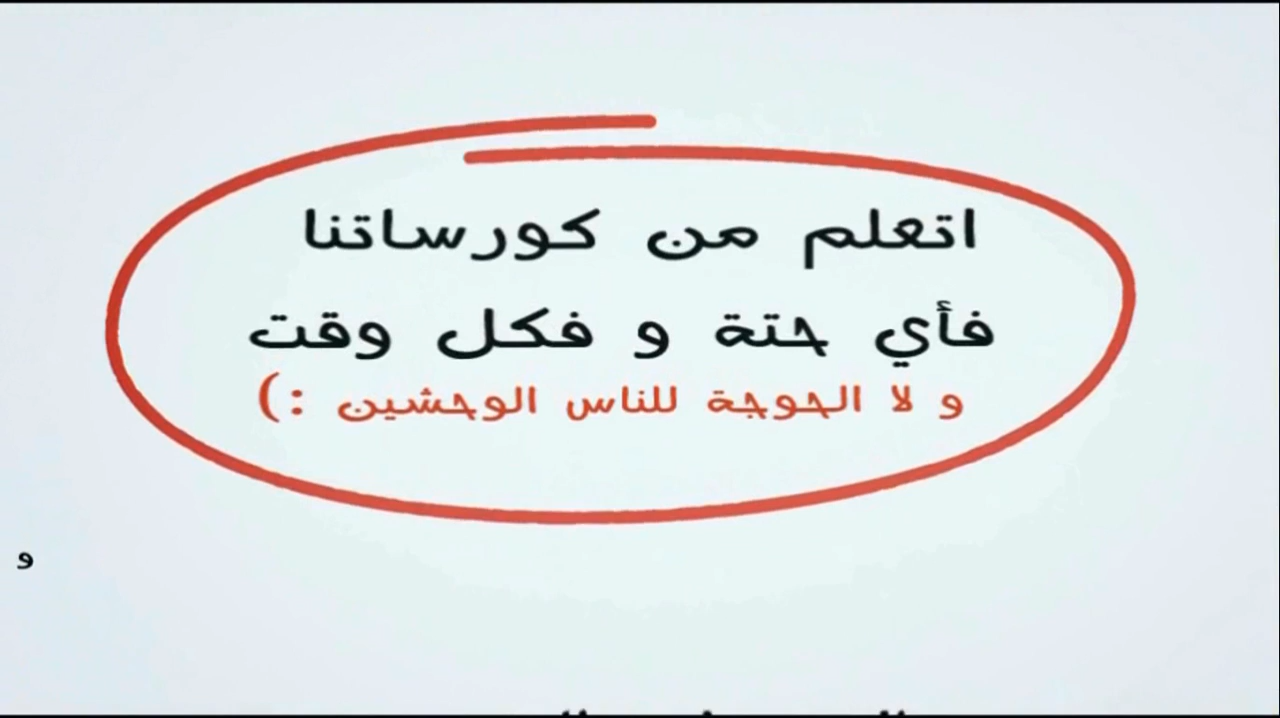 اتعلم من كورساتنا
فأي حتة و فكل وقت
و لا الحوجة للناس الوحشين :)
و